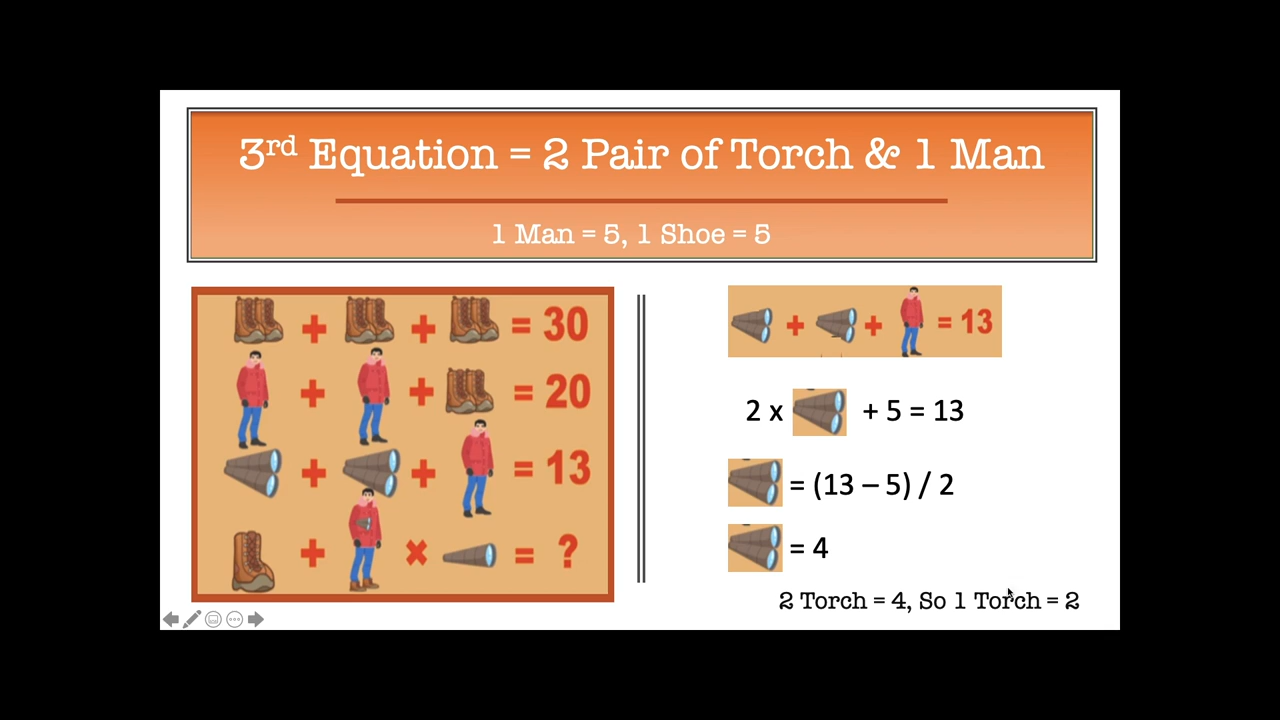 3rd Equation = 2 Pair of Torch & 1 Man
1 Man = 5, 1 Shoe = 5
+ + = 30
+ + = 20
+ + = 13
+ × = ?
+ + = 13
2 x + 5 = 13
= (13 – 5) / 2
= 4
2 Torch = 4, So 1 Torch = 2